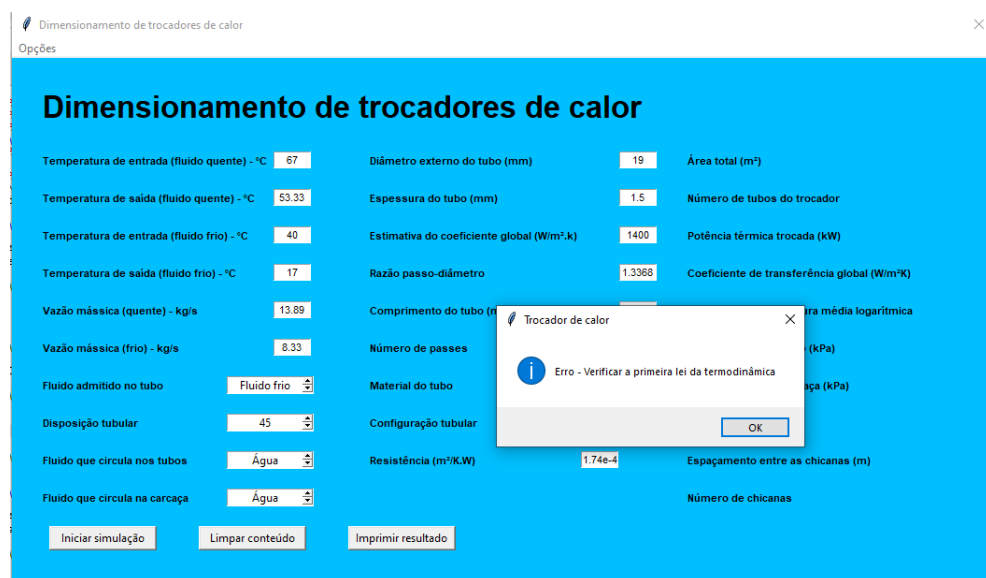 Dimensionamento de trocadores de calor
Opções
Dimensionamento de trocadores de calor
Temperatura de entrada (fluido quente) - ºC 67
Diâmetro externo do tubo (mm) 19
Área total (m²)
Temperatura de saída (fluido quente) - ºC 53.33
Espessura do tubo (mm) 1.5
Número de tubos do trocador
Temperatura de entrada (fluido frio) - ºC 40
Estimativa do coeficiente global (W/m².k) 1400
Potência térmica trocada (kW)
Temperatura de saída (fluido frio) - ºC 17
Razão passo-diâmetro 1.3368
Coeficiente de transferência global (W/m²K)
Vazão mássica (quente) - kg/s 13.89
Comprimento do tubo
média logarítmica
Vazão mássica (frio) - kg/s 8.33
Número de passes
(kPa)
Fluido admitido no tubo Fluido frio
Material do tubo
(kPa)
Disposição tubular 45
Configuração tubular
Fluido que circula nos tubos Água
Resistência (m²/K.W) 1.74e-4
Espaçamento entre as chicanas (m)
Fluido que circula na carcaça Água
Número de chicanas
Iniciar simulação
Limpar conteúdo
Imprimir resultado
Trocador de calor
Erro - Verificar a primeira lei da termodinâmica
OK